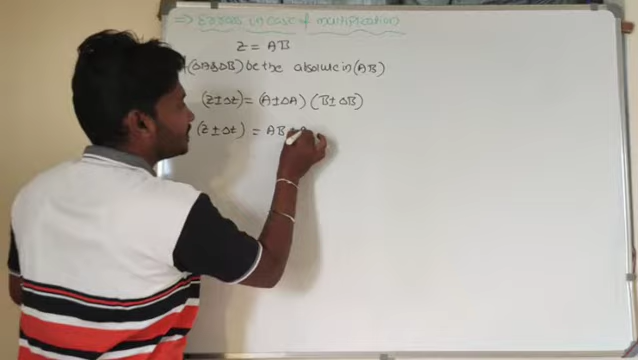 => Errors in case of multiplication
Z = AB
(ΔA&ΔB) be the absolute in (AB)
(Z±Δt) = (A±ΔA) (B±ΔB)
(Z±Δt) = AB